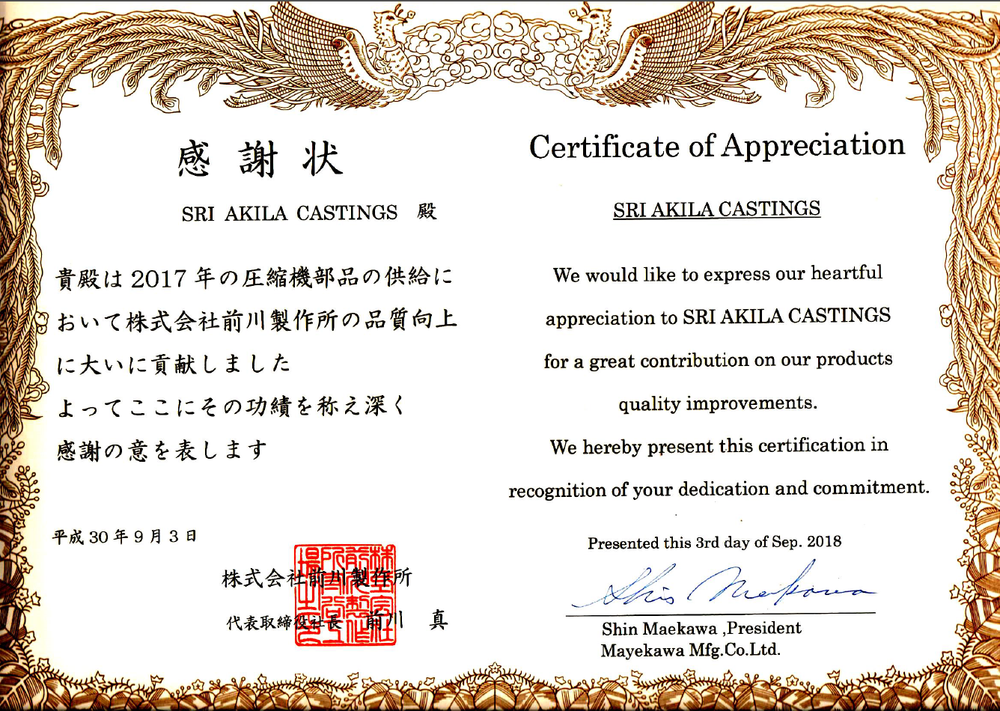 感謝状
SRI AKILA CASTINGS 殿
貴殿は2017年の圧縮機部品の供給に
おいて株式会社前川製作所の品質向上
に大いに貢献しました
よってここにその功績を称え深く
感謝の意を表します
平成30年9月3日
株式会社前川製作所
代表取締役社長 前川 真
Certificate of Appreciation
SRI AKILA CASTINGS
We would like to express our heartful
appreciation to SRI AKILA CASTINGS
for a great contribution on our products
quality improvements.
We hereby present this certification in
recognition of your dedication and commitment.
Presented this 3rd day of Sep. 2018
Shin Maekawa
Shin Maekawa ,President
Mayekawa Mfg.Co.Ltd.